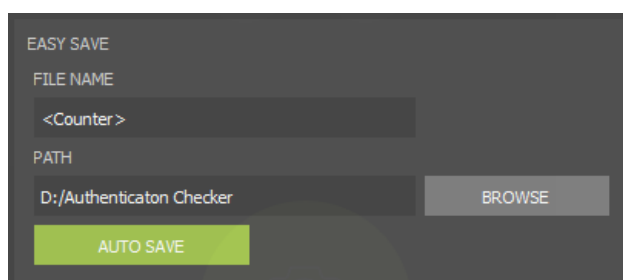 EASY SAVE
FILE NAME
<Counter>
PATH
D:/Authenticaton Checker
BROWSE
AUTO SAVE